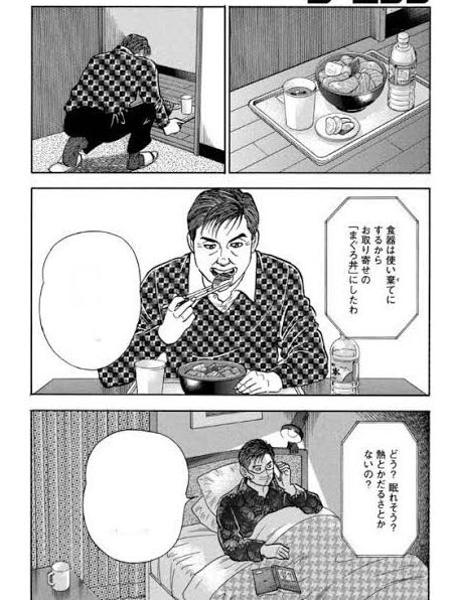 食器は使い棄てに
するから
お取り寄せの
「まぐろ丼」にしたわ
どう？ 眠れそう？
熱とかだるさとか
ないの？